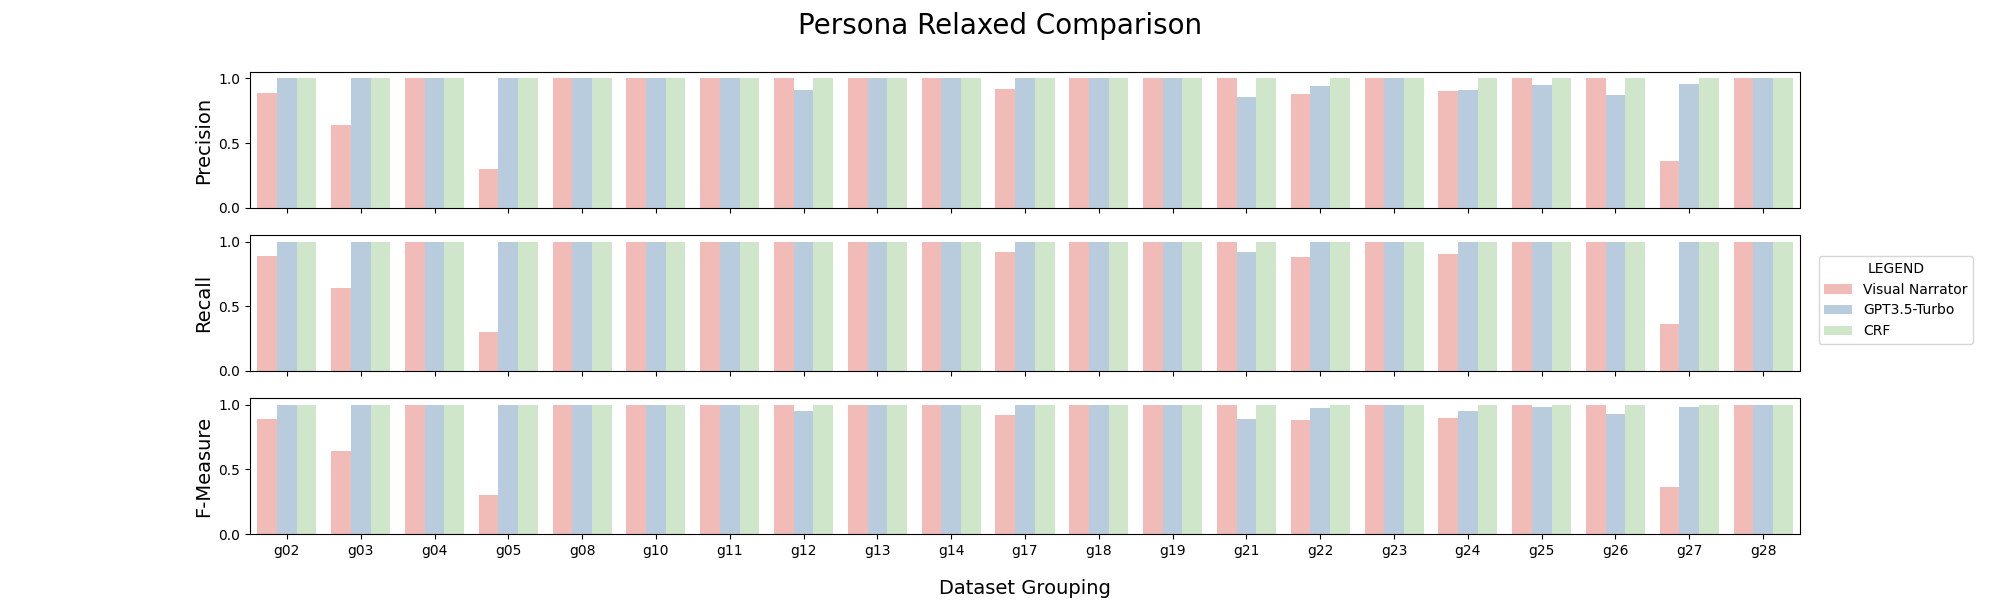 Persona Relaxed Comparison
Precision
1.0
0.5
0.0
Recall
1.0
0.5
0.0
LEGEND
Visual Narrator
GPT3.5-Turbo
CRF
F-Measure
1.0
0.5
0.0
g02 g03 g04 g05 g08 g10 g11 g12 g13 g14 g17 g18 g19 g21 g22 g23 g24 g25 g26 g27 g28
Dataset Grouping